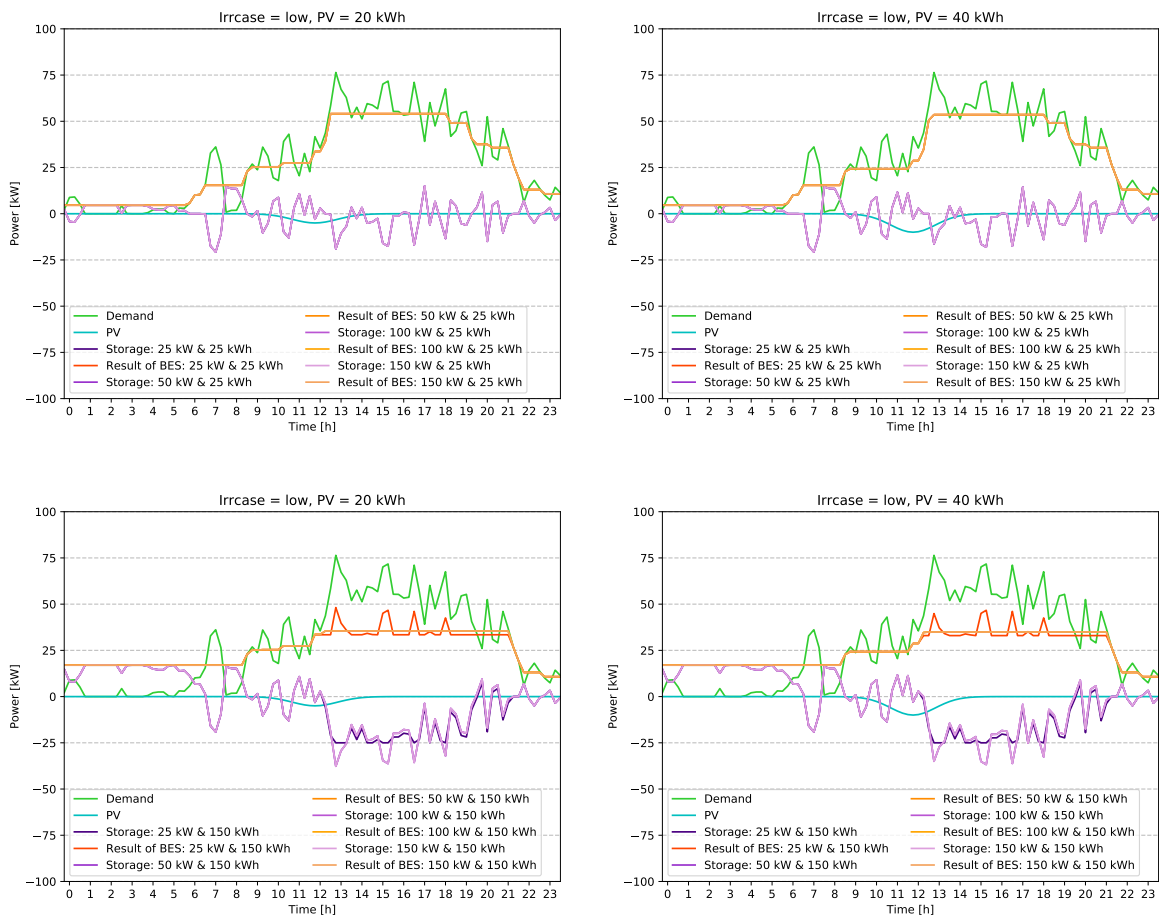 Irrcase = low, PV = 20 kWh
100
75
50
25
0
−25
−50
−75
−100
Power [kW]
Demand
PV
Storage: 25 kW & 25 kWh
Result of BES: 25 kW & 25 kWh
Storage: 50 kW & 25 kWh
Result of BES: 50 kW & 25 kWh
Storage: 100 kW & 25 kWh
Result of BES: 100 kW & 25 kWh
Storage: 150 kW & 25 kWh
Result of BES: 150 kW & 25 kWh
0 1 2 3 4 5 6 7 8 9 10 11 12 13 14 15 16 17 18 19 20 21 22 23
Time [h]
Irrcase = low, PV = 40 kWh
100
75
50
25
0
−25
−50
−75
−100
Power [kW]
Demand
PV
Storage: 25 kW & 25 kWh
Result of BES: 25 kW & 25 kWh
Storage: 50 kW & 25 kWh
Result of BES: 50 kW & 25 kWh
Storage: 100 kW & 25 kWh
Result of BES: 100 kW & 25 kWh
Storage: 150 kW & 25 kWh
Result of BES: 150 kW & 25 kWh
0 1 2 3 4 5 6 7 8 9 10 11 12 13 14 15 16 17 18 19 20 21 22 23
Time [h]
Irrcase = low, PV = 20 kWh
100
75
50
25
0
−25
−50
−75
−100
Power [kW]
Demand
PV
Storage: 25 kW & 150 kWh
Result of BES: 25 kW & 150 kWh
Storage: 50 kW & 150 kWh
Result of BES: 50 kW & 150 kWh
Storage: 100 kW & 150 kWh
Result of BES: 100 kW & 150 kWh
Storage: 150 kW & 150 kWh
Result of BES: 150 kW & 150 kWh
0 1 2 3 4 5 6 7 8 9 10 11 12 13 14 15 16 17 18 19 20 21 22 23
Time [h]
Irrcase = low, PV = 40 kWh
100
75
50
25
0
−25
−50
−75
−100
Power [kW]
Demand
PV
Storage: 25 kW & 150 kWh
Result of BES: 25 kW & 150 kWh
Storage: 50 kW & 150 kWh
Result of BES: 50 kW & 150 kWh
Storage: 100 kW & 150 kWh
Result of BES: 100 kW & 150 kWh
Storage: 150 kW & 150 kWh
Result of BES: 150 kW & 150 kWh
0 1 2 3 4 5 6 7 8 9 10 11 12 13 14 15 16 17 18 19 20 21 22 23
Time [h]